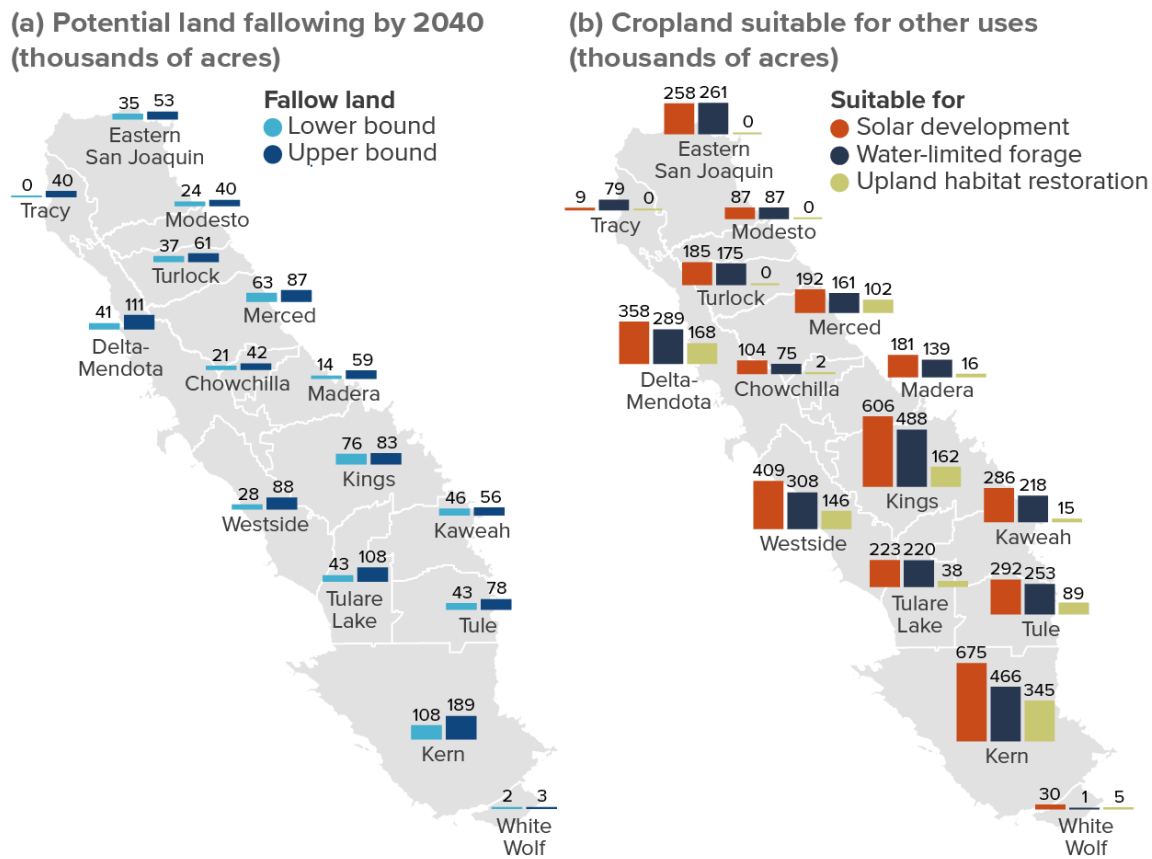 (a) Potential land fallowing by 2040
(thousands of acres)
Fallow land
Lower bound
Upper bound
35 53
Eastern
San Joaquin
0 40
Tracy
24 40
Modesto
37 61
Turlock
63 87
Merced
41 111
Delta-
Mendota
21 42
Chowchilla
14 59
Madera
76 83
Kings
28 88
Westside
46 56
Kaweah
43 108
Tulare
Lake
43 78
Tule
108 189
Kern
2 3
White
Wolf
(b) Cropland suitable for other uses
(thousands of acres)
Suitable for
Solar development
Water-limited forage
Upland habitat restoration
258 261 0
Eastern
San Joaquin
9 79 0
Tracy
87 87 0
Modesto
185 175 0
Turlock
192 161 102
Merced
358 289 168
Delta-
Mendota
104 75 2
Chowchilla
181 139 16
Madera
606 488 162
Kings
409 308 146
Westside
286 218 15
Kaweah
223 220 38
Tulare
Lake
292 253 89
Tule
675 466 345
Kern
30 1 5
White
Wolf